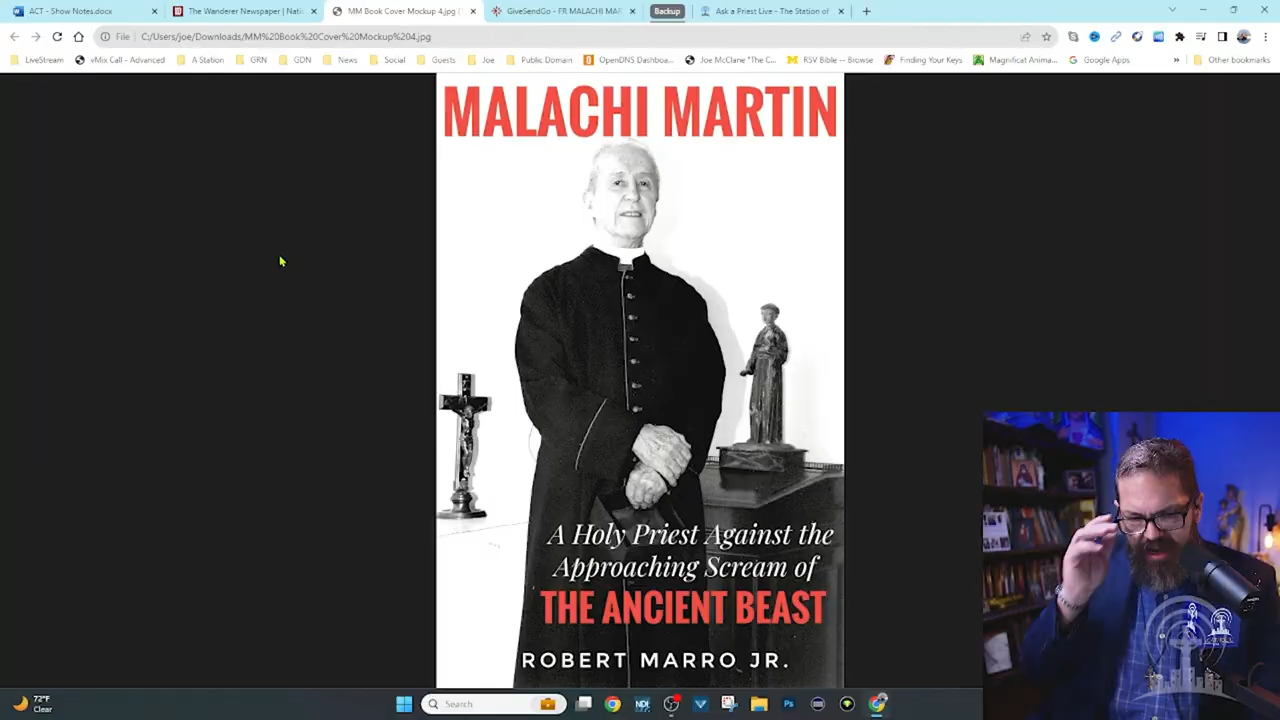 ACT - Show Notes.docx
The Wanderer Newspaper | Nati
MM Book Cover Mockup 4.jpg (
GiveSendGo - FR MALACHI MAR
Backup
Ask a Priest Live - The Station of
File
C:/Users/joe/Downloads/MM%20Book%20Cover%20Mockup%204.jpg
LiveStream
vMix Call - Advanced
A Station
GRN
GDN
News
Social
Guests
Joe
Public Domain
OpenDNS Dashboa...
Joe McClane "The C...
RSV Bible -- Browse
Finding Your Keys
Magnificat Anima...
Google Apps
Other bookmarks
MALACHI MARTIN
A Holy Priest Against the
Approaching Scream of
THE ANCIENT BEAST
ROBERT MARRO JR.
72°F
Clear
Search